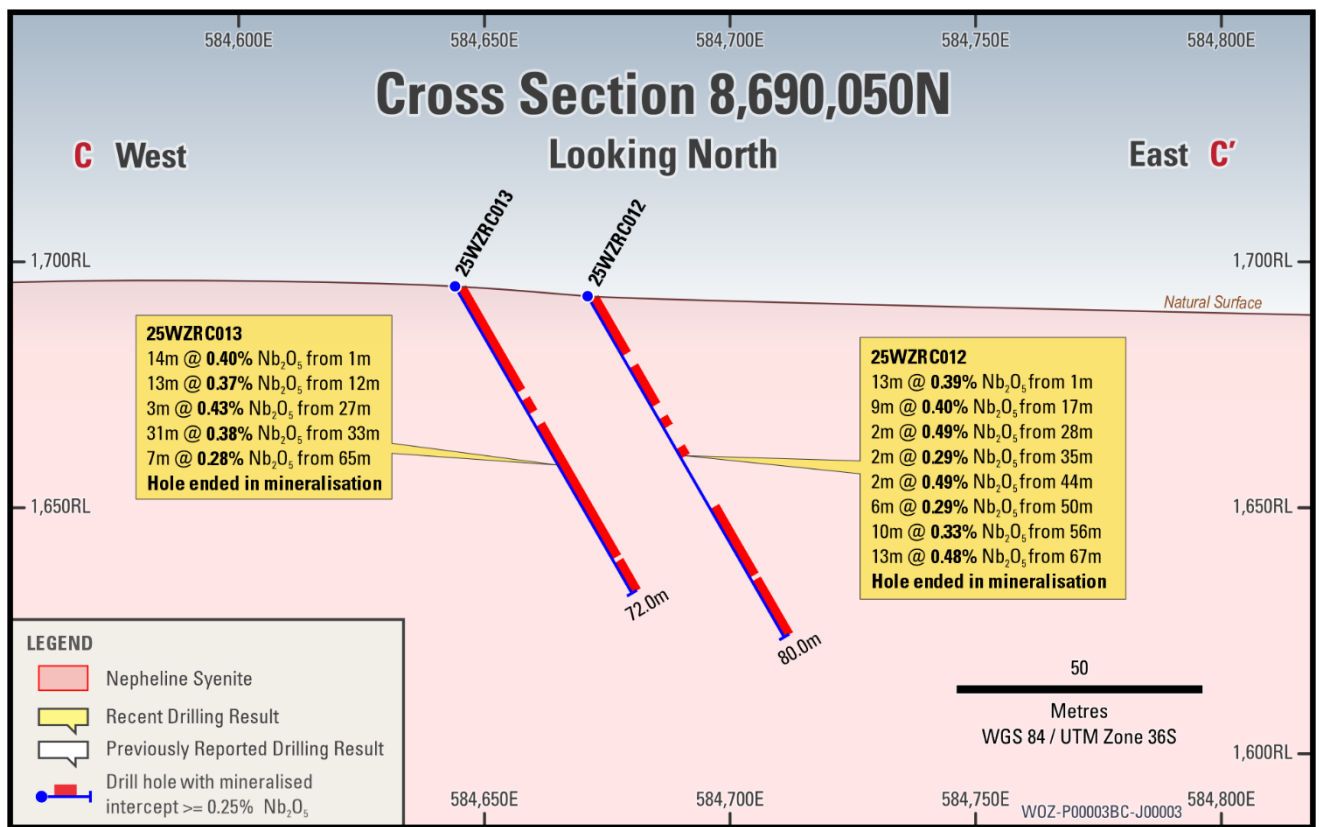 584,600E 584,650E 584,700E 584,750E 584,800E
Cross Section 8,690,050N
C West Looking North East C'
25WZRC013
25WZRC012
1,700RL 1,700RL
Natural Surface
25WZRC013
14m @ 0.40% Nb₂O₅ from 1m
13m @ 0.37% Nb₂O₅ from 12m
3m @ 0.43% Nb₂O₅ from 27m
31m @ 0.38% Nb₂O₅ from 33m
7m @ 0.28% Nb₂O₅ from 65m
Hole ended in mineralisation
25WZRC012
13m @ 0.39% Nb₂O₅ from 1m
9m @ 0.40% Nb₂O₅ from 17m
2m @ 0.49% Nb₂O₅ from 28m
2m @ 0.29% Nb₂O₅ from 35m
2m @ 0.49% Nb₂O₅ from 44m
6m @ 0.29% Nb₂O₅ from 50m
10m @ 0.33% Nb₂O₅ from 56m
13m @ 0.48% Nb₂O₅ from 67m
Hole ended in mineralisation
1,650RL 1,650RL
72.0m
80.0m
LEGEND
Nepheline Syenite
Recent Drilling Result
Previously Reported Drilling Result
Drill hole with mineralised
intercept >= 0.25% Nb₂O₅
50
Metres
WGS 84 / UTM Zone 36S
1,600RL
584,650E 584,700E 584,750E 584,800E
WOZ-P00003BC-J00003